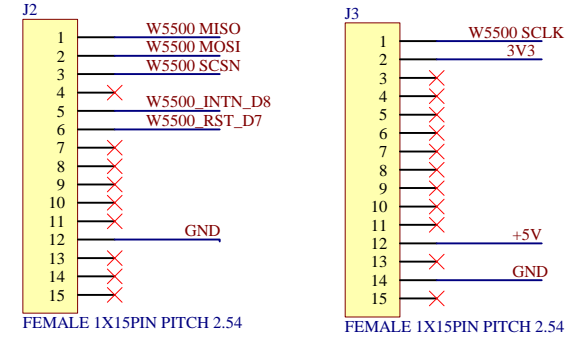 J2
1 W5500 MISO
2 W5500 MOSI
3 W5500 SCSN
4
5 W5500_INTN_D8
6 W5500_RST_D7
7
8
9
10
11
12 GND
13
14
15
FEMALE 1X15PIN PITCH 2.54
J3
1 W5500 SCLK
2 3V3
3
4
5
6
7
8
9
10
11
12 +5V
13
14 GND
15
FEMALE 1X15PIN PITCH 2.54